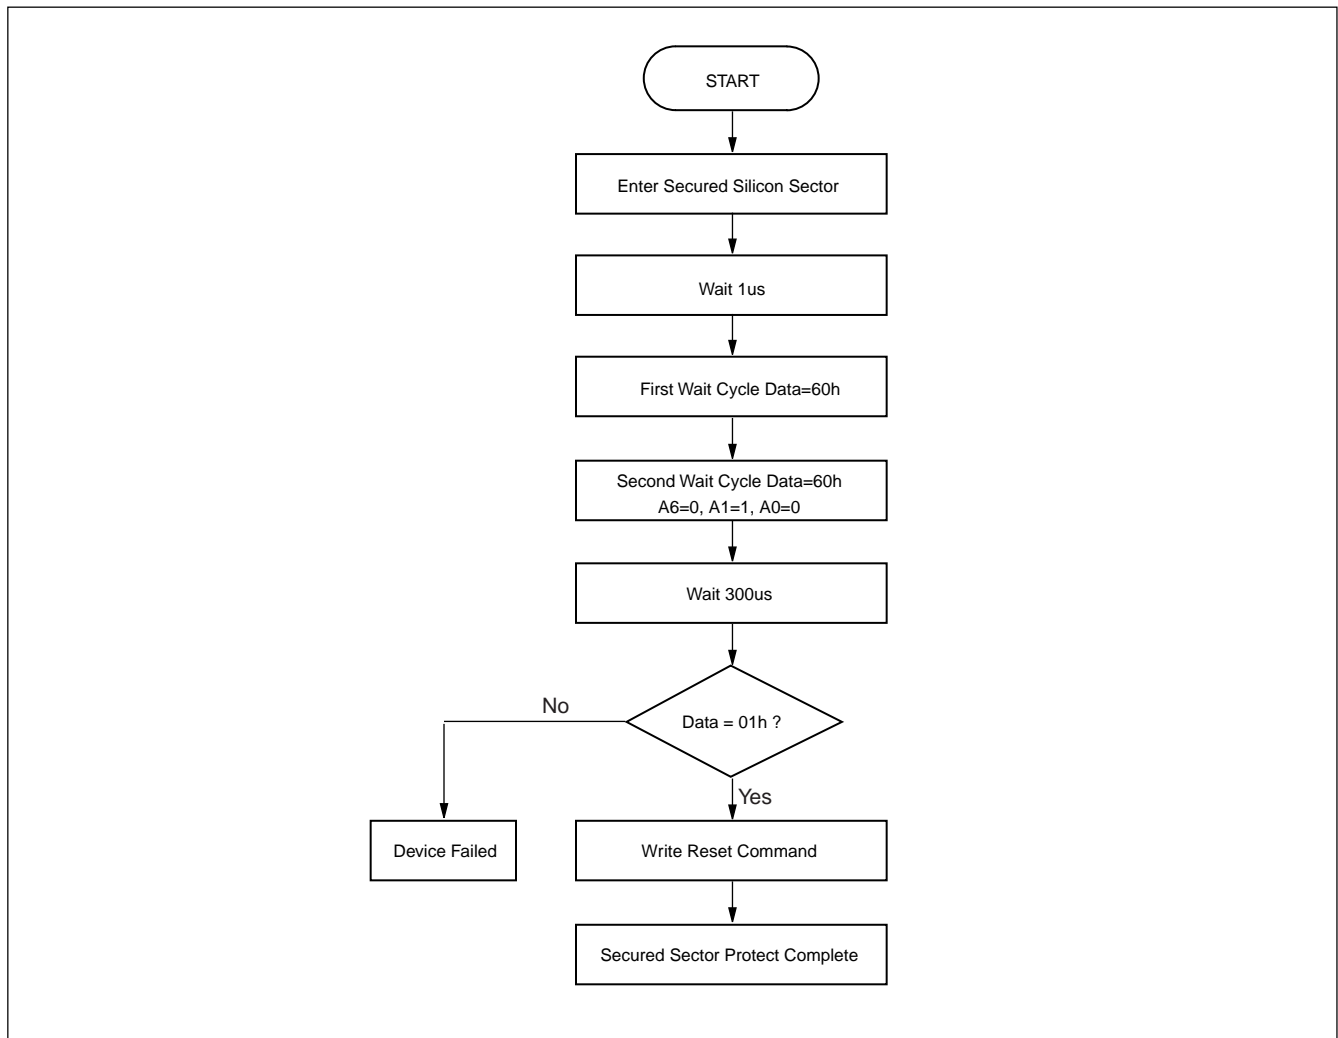 START
Enter Secured Silicon Sector
Wait 1us
First Wait Cycle Data=60h
Second Wait Cycle Data=60h
A6=0, A1=1, A0=0
Wait 300us
No
Data = 01h ?
Yes
Device Failed
Write Reset Command
Secured Sector Protect Complete